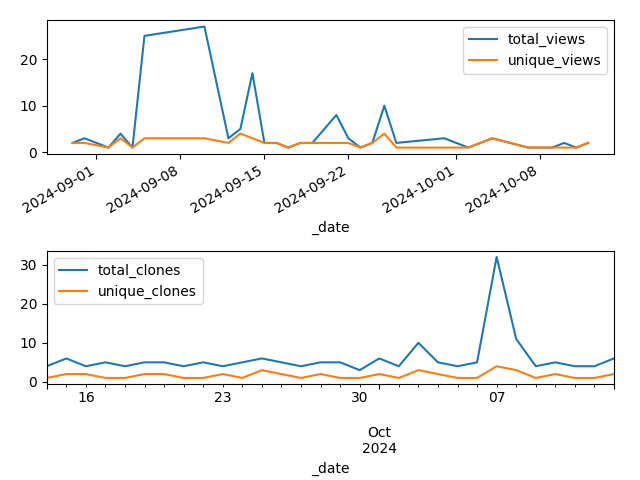 20
10
0
total_views
unique_views
2024-09-01
2024-09-08
2024-09-15
2024-09-22
2024-10-01
2024-10-08
_date
30
20
10
0
total_clones
unique_clones
16
23
30
07
Oct
2024
_date